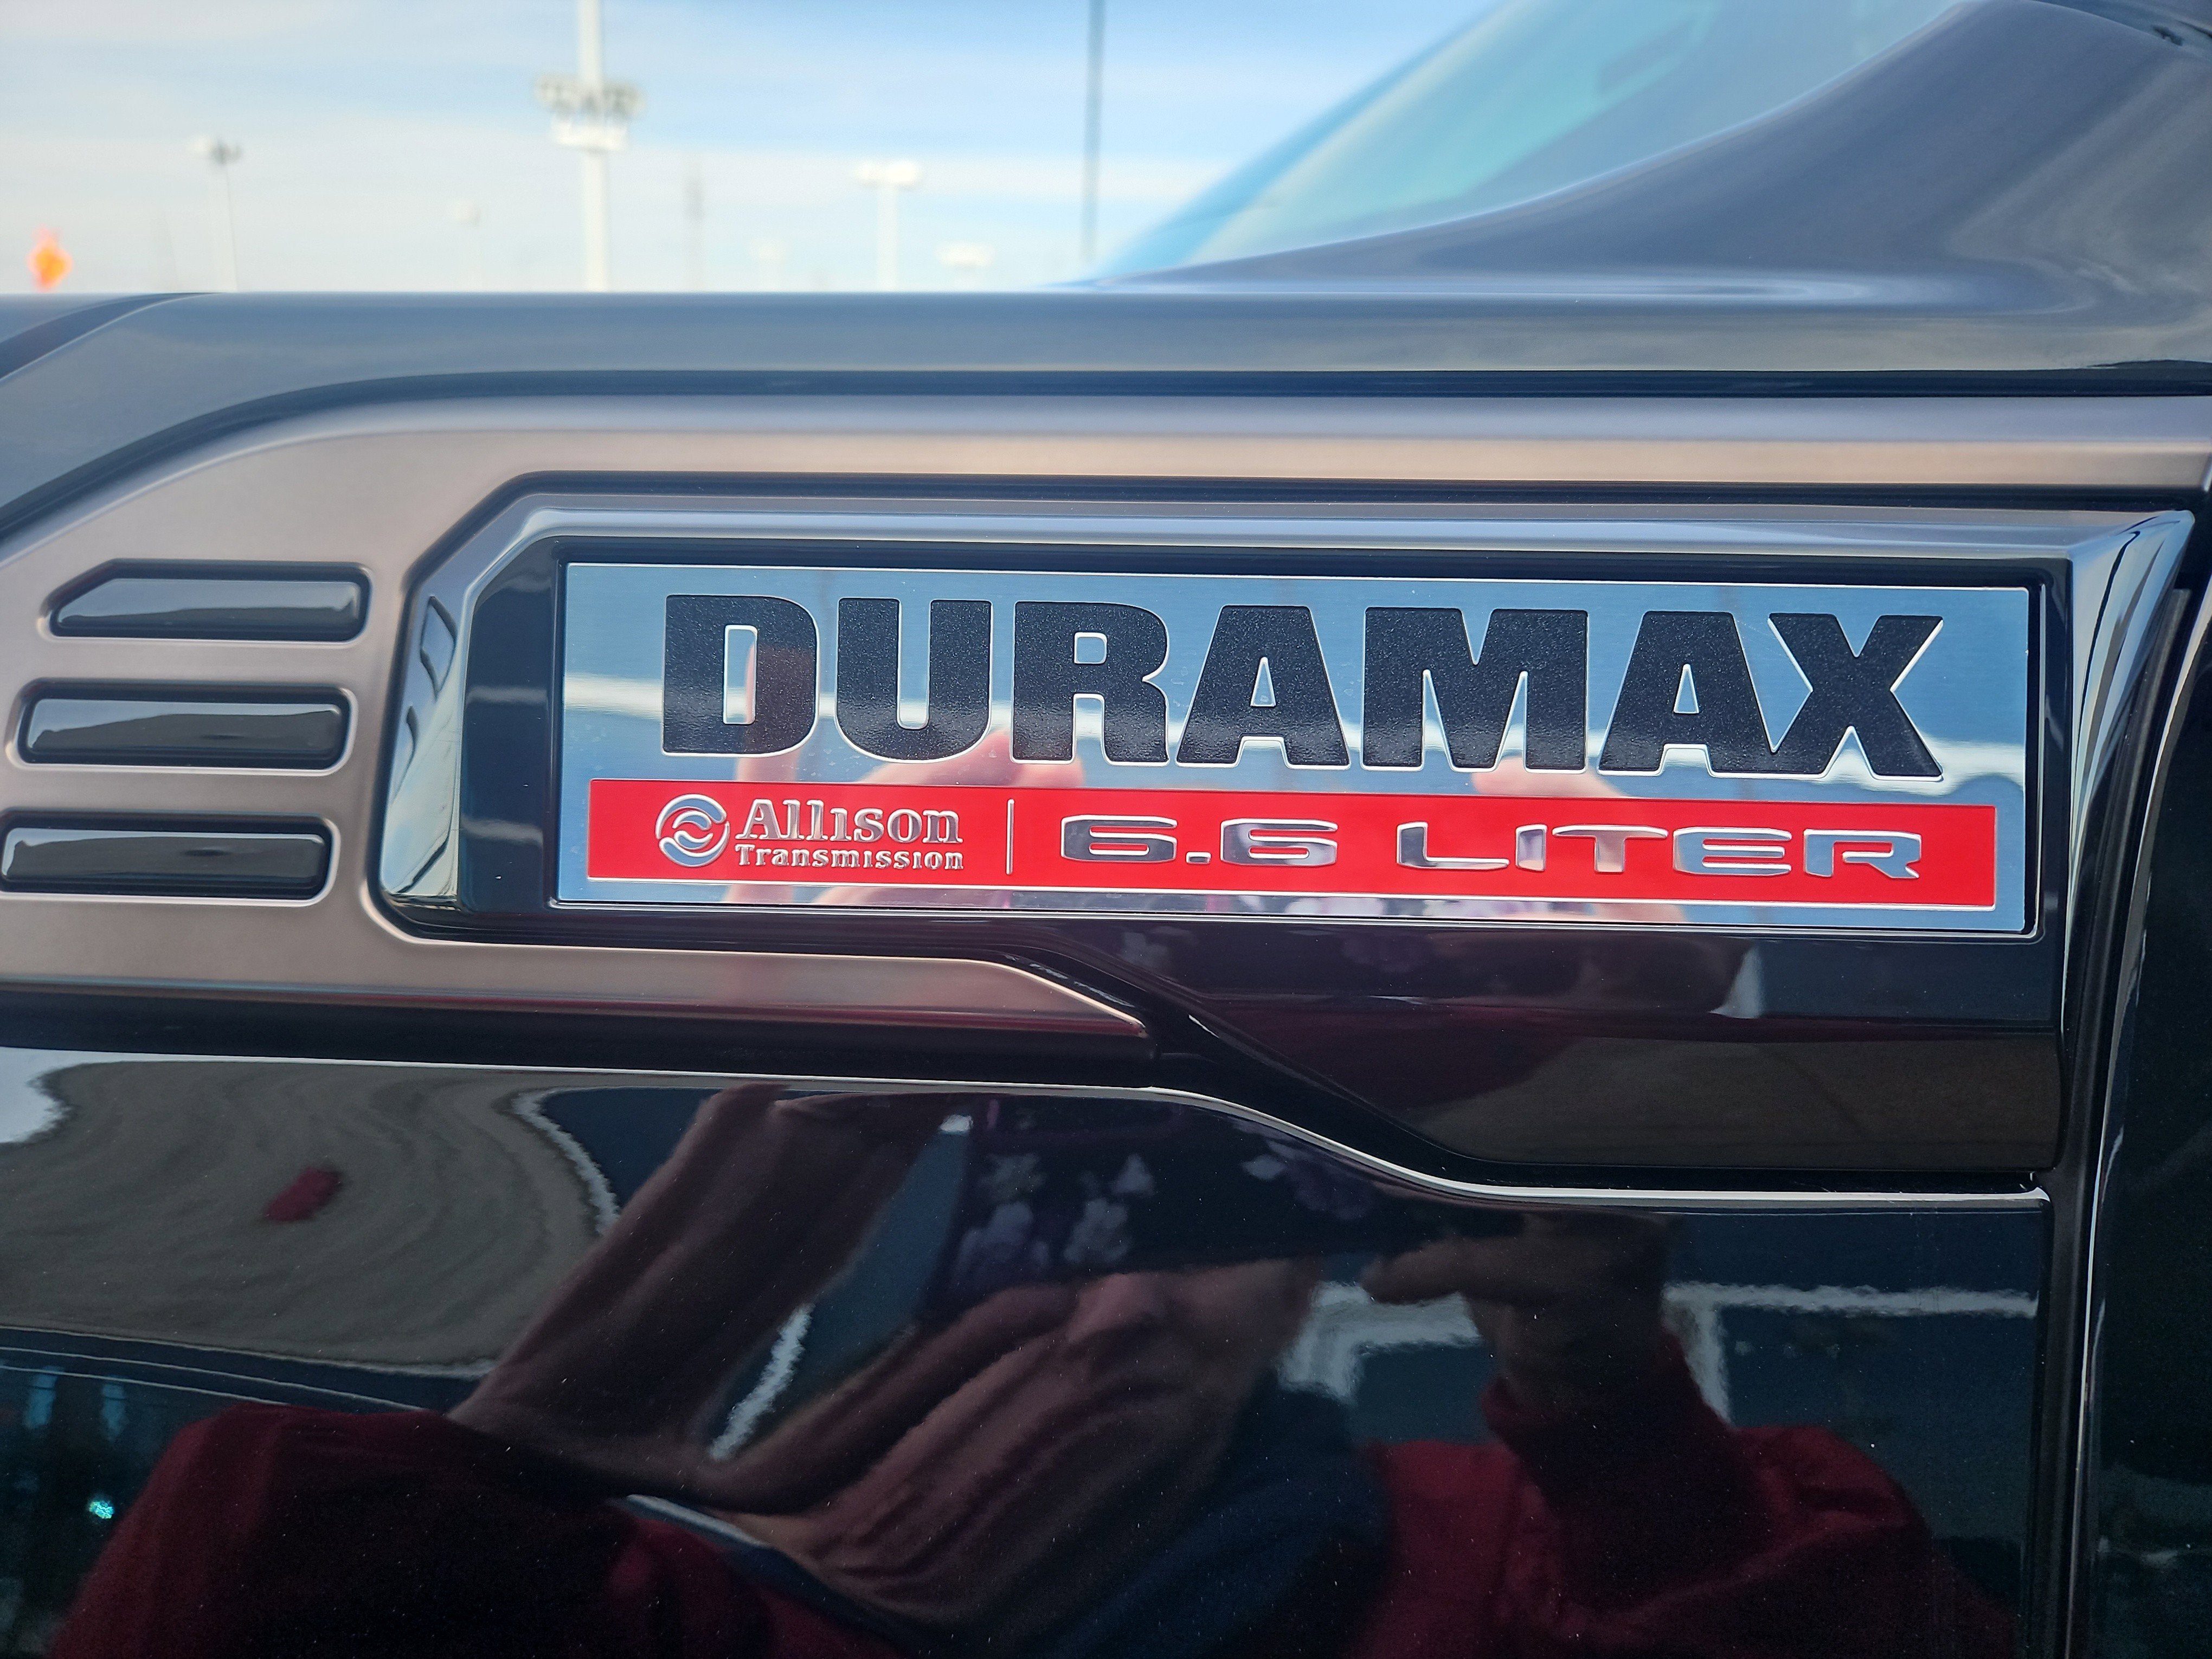 DURAMAX
Allison
Transmission
6.6 LITER